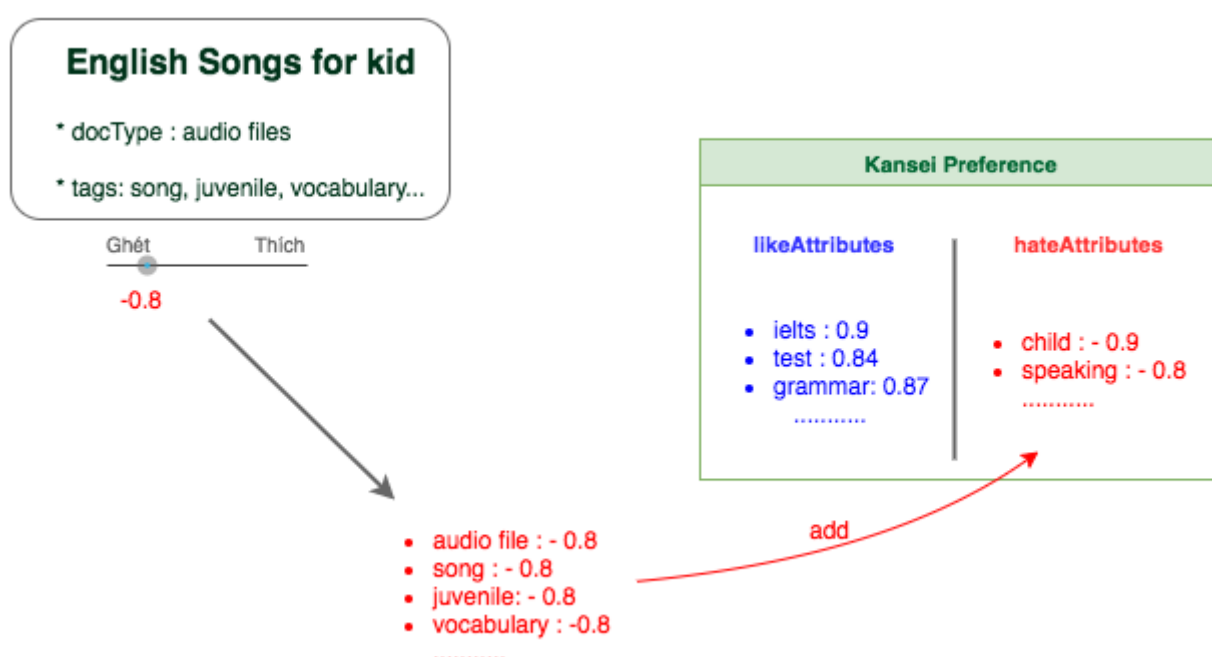 English Songs for kid
* docType : audio files
* tags: song, juvenile, vocabulary...
Ghét Thích
-0.8
Kansei Preference
likeAttributes
• ielts : 0.9
• test : 0.84
• grammar: 0.87
............
hateAttributes
• child : - 0.9
• speaking : - 0.8
............
add
• audio file : - 0.8
• song : - 0.8
• juvenile: - 0.8
• vocabulary : -0.8
............